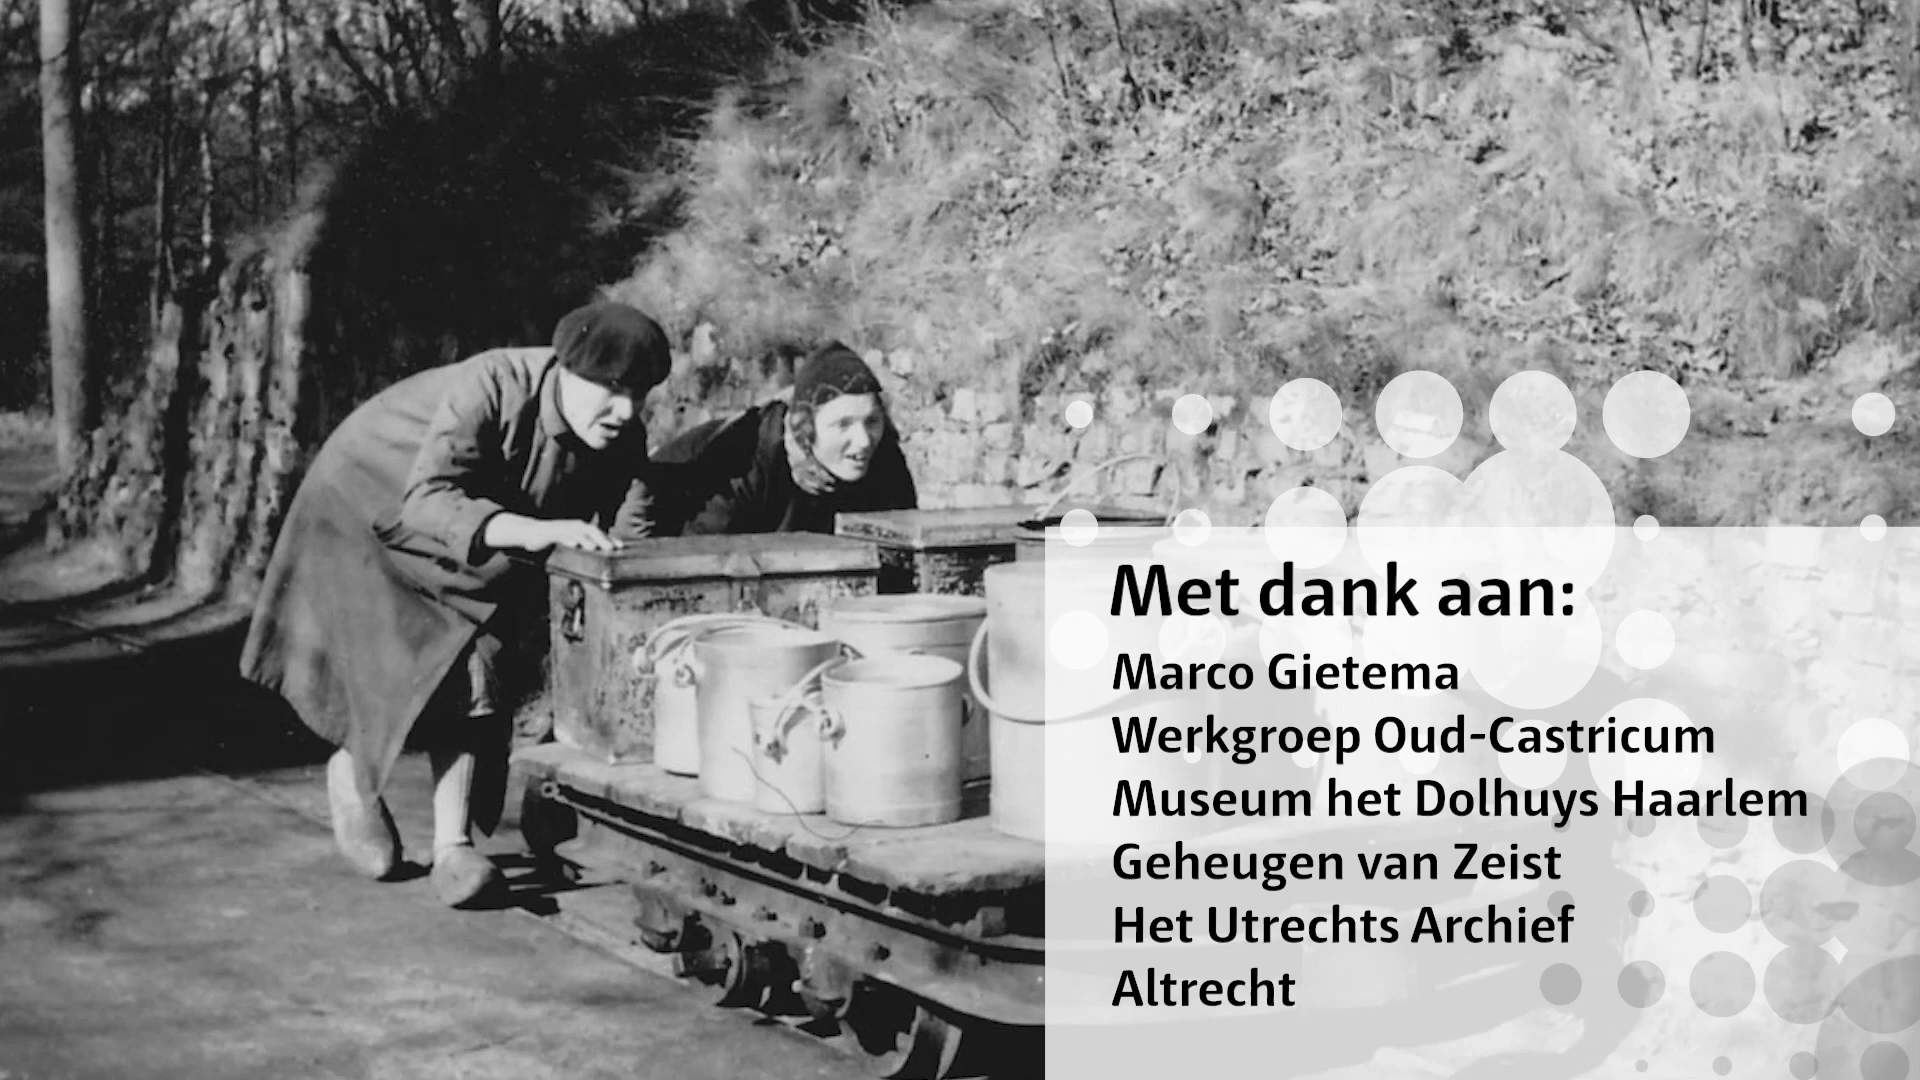 Met dank aan:
Marco Gietema
Werkgroep Oud-Castricum
Museum het Dolhuys Haarlem
Geheugen van Zeist
Het Utrechts Archief
Altrecht